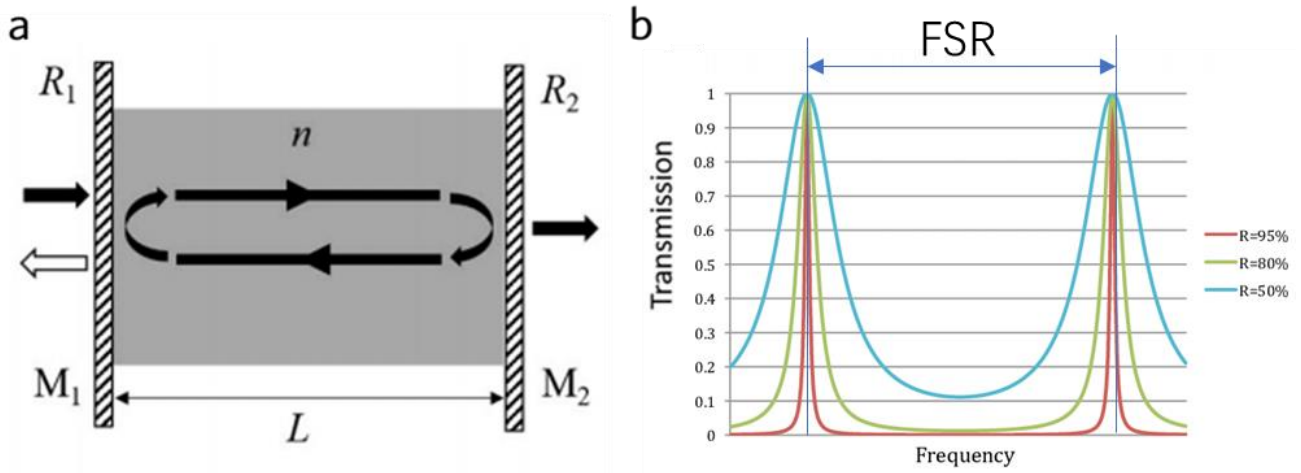 a
R1
R2
n
M1
M2
L
b
FSR
Transmission
1
0.9
0.8
0.7
0.6
0.5
0.4
0.3
0.2
0.1
0
Frequency
R=95%
R=80%
R=50%